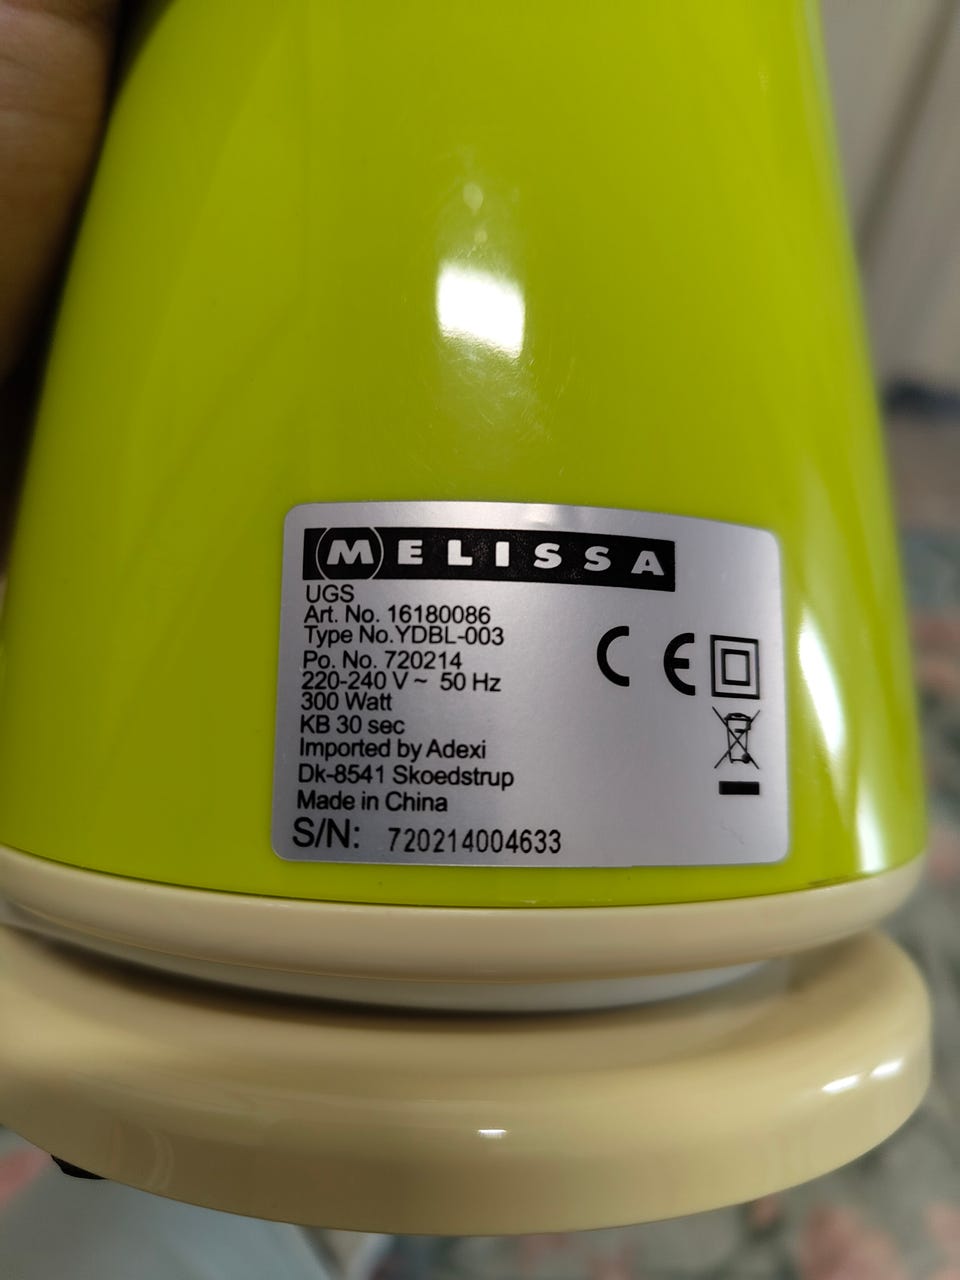 MELISSA
UGS
Art. No. 16180086
Type No.YDBL-003
Po. No. 720214
220-240 V ~ 50 Hz
300 Watt
KB 30 sec
Imported by Adexi
Dk-8541 Skoedstrup
Made in China
S/N: 720214004633
CE